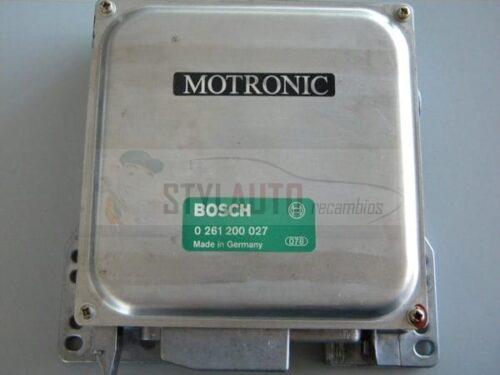 MOTRONIC
STYLAUTO
recambios
BOSCH
0 261 200 027
Made in Germany
078